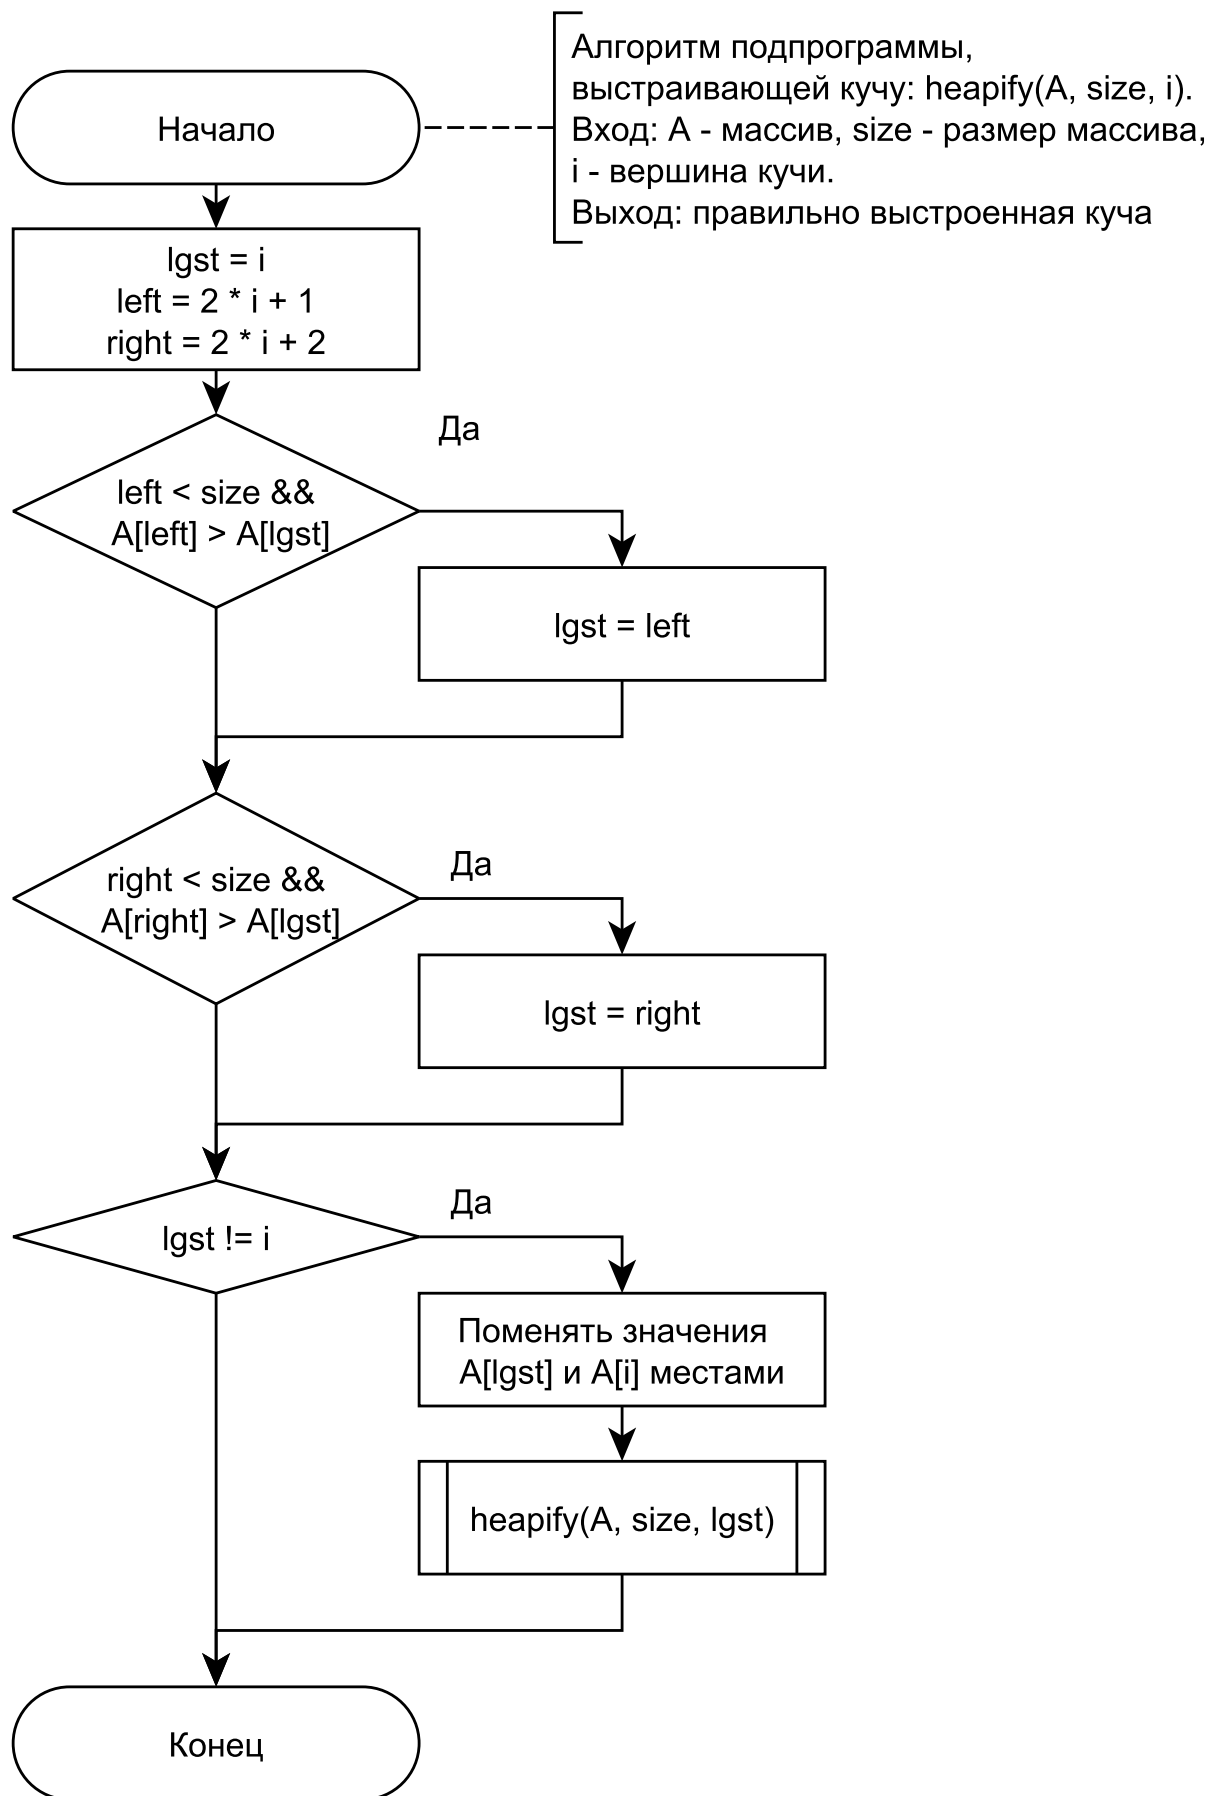 Алгоритм подпрограммы,
выстраивающей кучу: heapify(A, size, i).
Вход: A - массив, size - размер массива,
i - вершина кучи.
Выход: правильно выстроенная куча
Начало
lgst = i
left = 2 * i + 1
right = 2 * i + 2
Да
left < size &&
A[left] > A[lgst]
lgst = left
Да
right < size &&
A[right] > A[lgst]
lgst = right
Да
lgst != i
Поменять значения
A[lgst] и A[i] местами
heapify(A, size, lgst)
Конец